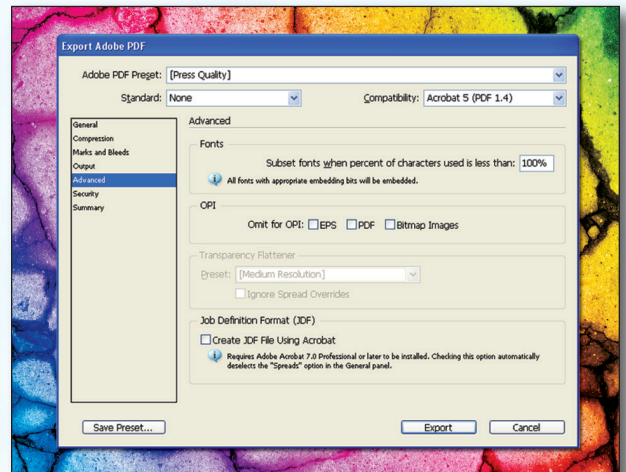 Export Adobe PDF
Adobe PDF Preset: [Press Quality]
Standard: None Compatibility: Acrobat 5 (PDF 1.4)
General
Compression
Marks and Bleeds
Output
Advanced
Security
Summary
Advanced
Fonts
Subset fonts when percent of characters used is less than: 100%
All fonts with appropriate embedding bits will be embedded.
OPI
Omit for OPI: EPS PDF Bitmap Images
Transparency Flattener
Preset: [Medium Resolution]
Ignore Spread Overrides
Job Definition Format (JDF)
Create JDF File Using Acrobat
Requires Adobe Acrobat 7.0 Professional or later to be installed. Checking this option automatically
deselects the "Spreads" option in the General panel.
Save Preset... Export Cancel